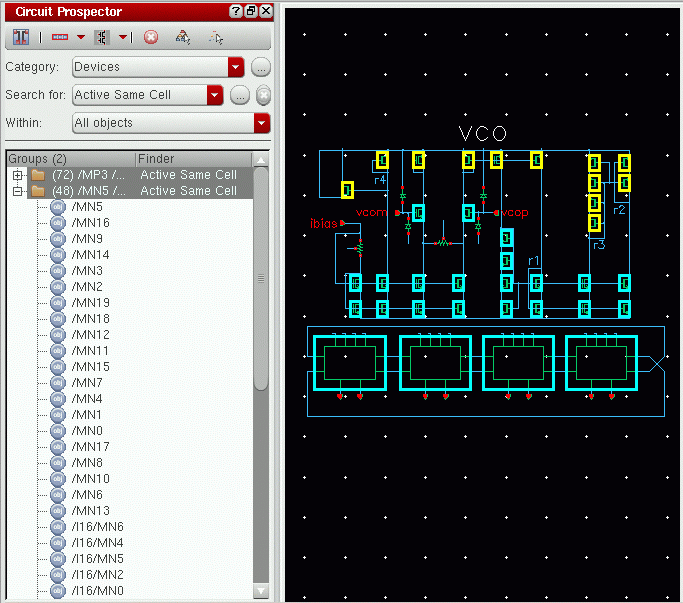 Circuit Prospector
Category: Devices
Search for: Active Same Cell
Within: All objects
Groups (2) Finder
(72) /MP3 /... Active Same Cell
(48) /MN5 /... Active Same Cell
/MN5
/MN16
/MN9
/MN14
/MN3
/MN2
/MN19
/MN18
/MN12
/MN11
/MN15
/MN7
/MN4
/MN1
/MN0
/MN17
/MN8
/MN10
/MN6
/MN13
/I16/MN6
/I16/MN4
/I16/MN5
/I16/MN2
/I16/MN0
VCO
r4
r2
vcom
vcop
ibias
r3
r1